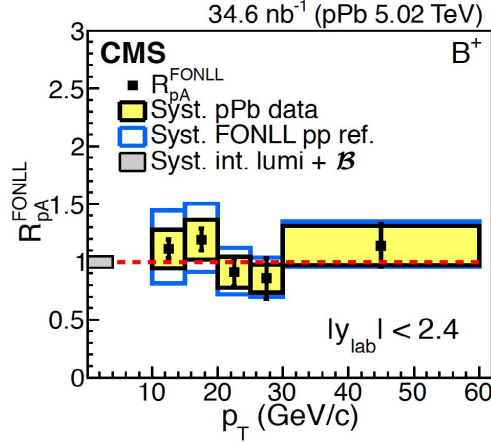 34.6 nb⁻¹ (pPb 5.02 TeV)
CMS B⁺
R_pA^FONLL
Syst. pPb data
Syst. FONLL pp ref.
Syst. int. lumi + ℬ
R_pA^FONLL
3
2.5
2
1.5
1
0.5
0
|y_lab| < 2.4
10 20 30 40 50 60
p_T (GeV/c)